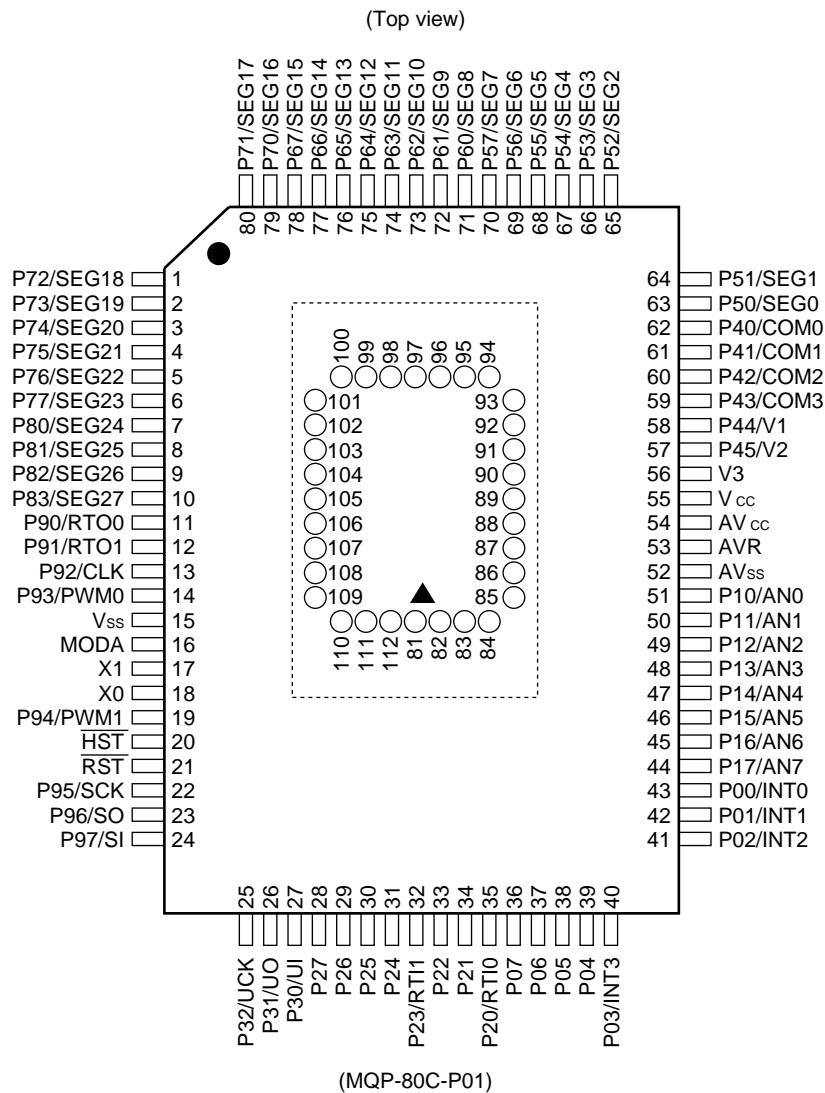 (Top view)
P71/SEG17
P70/SEG16
P67/SEG15
P66/SEG14
P65/SEG13
P64/SEG12
P63/SEG11
P62/SEG10
P61/SEG9
P60/SEG8
P57/SEG7
P56/SEG6
P55/SEG5
P54/SEG4
P53/SEG3
P52/SEG2
80 79 78 77 76 75 74 73 72 71 70 69 68 67 66 65
P72/SEG18 1
P73/SEG19 2
P74/SEG20 3
P75/SEG21 4
P76/SEG22 5
P77/SEG23 6
P80/SEG24 7
P81/SEG25 8
P82/SEG26 9
P83/SEG27 10
P90/RTO0 11
P91/RTO1 12
P92/CLK 13
P93/PWM0 14
Vss 15
MODA 16
X1 17
X0 18
P94/PWM1 19
HST 20
RST 21
P95/SCK 22
P96/SO 23
P97/SI 24
100 99 98 97 96 95 94
101 93
102 92
103 91
104 90
105 89
106 88
107 87
108 86
109 85
110 111 112 81 82 83 84
64 P51/SEG1
63 P50/SEG0
62 P40/COM0
61 P41/COM1
60 P42/COM2
59 P43/COM3
58 P44/V1
57 P45/V2
56 V3
55 Vcc
54 AVcc
53 AVR
52 AVss
51 P10/AN0
50 P11/AN1
49 P12/AN2
48 P13/AN3
47 P14/AN4
46 P15/AN5
45 P16/AN6
44 P17/AN7
43 P00/INT0
42 P01/INT1
41 P02/INT2
25 26 27 28 29 30 31 32 33 34 35 36 37 38 39 40
P32/UCK
P31/UO
P30/UI
P27
P26
P25
P24
P23/RTI1
P22
P21
P20/RTI0
P07
P06
P05
P04
P03/INT3
(MQP-80C-P01)